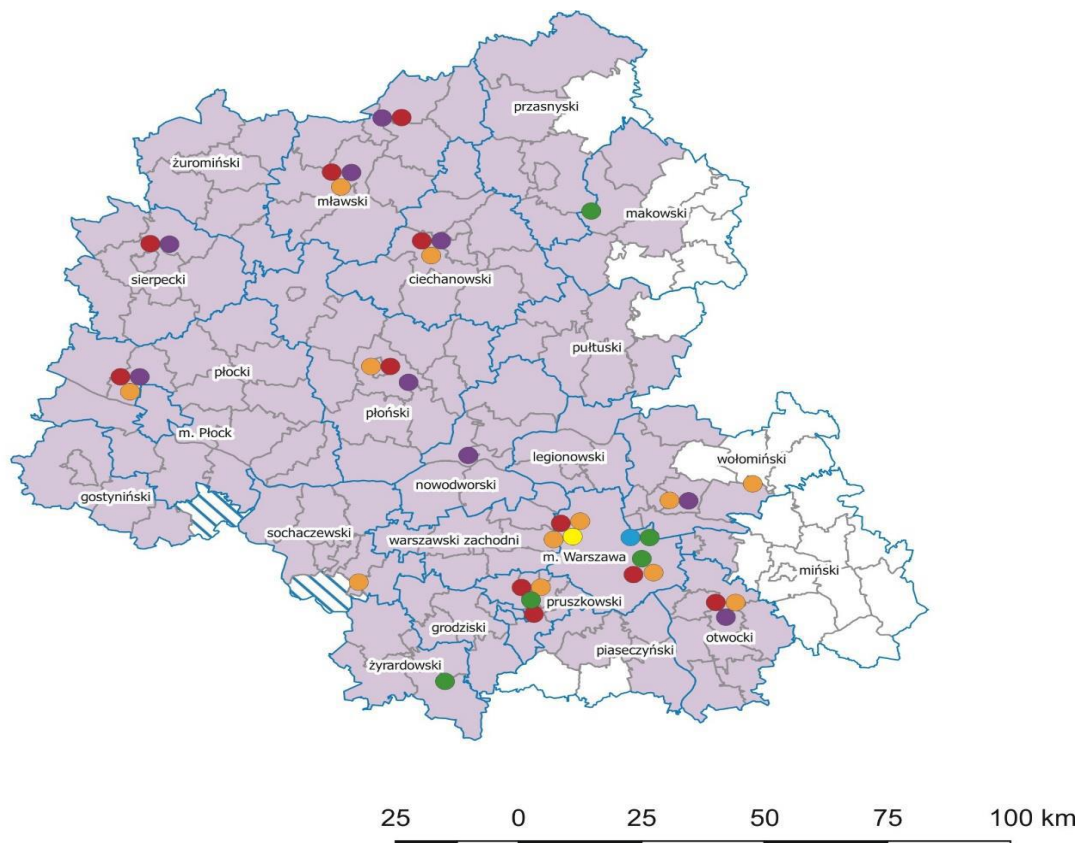 przasnyski
żuromiński
mławski
makowski
sierpecki
ciechanowski
pułtuski
płocki
płoński
m. Płock
legionowski
wołomiński
nowodworski
gostyniński
sochaczewski
warszawski zachodni
m. Warszawa
miński
pruszkowski
grodziski
otwocki
piaseczyński
żyrardowski
25 0 25 50 75 100 km